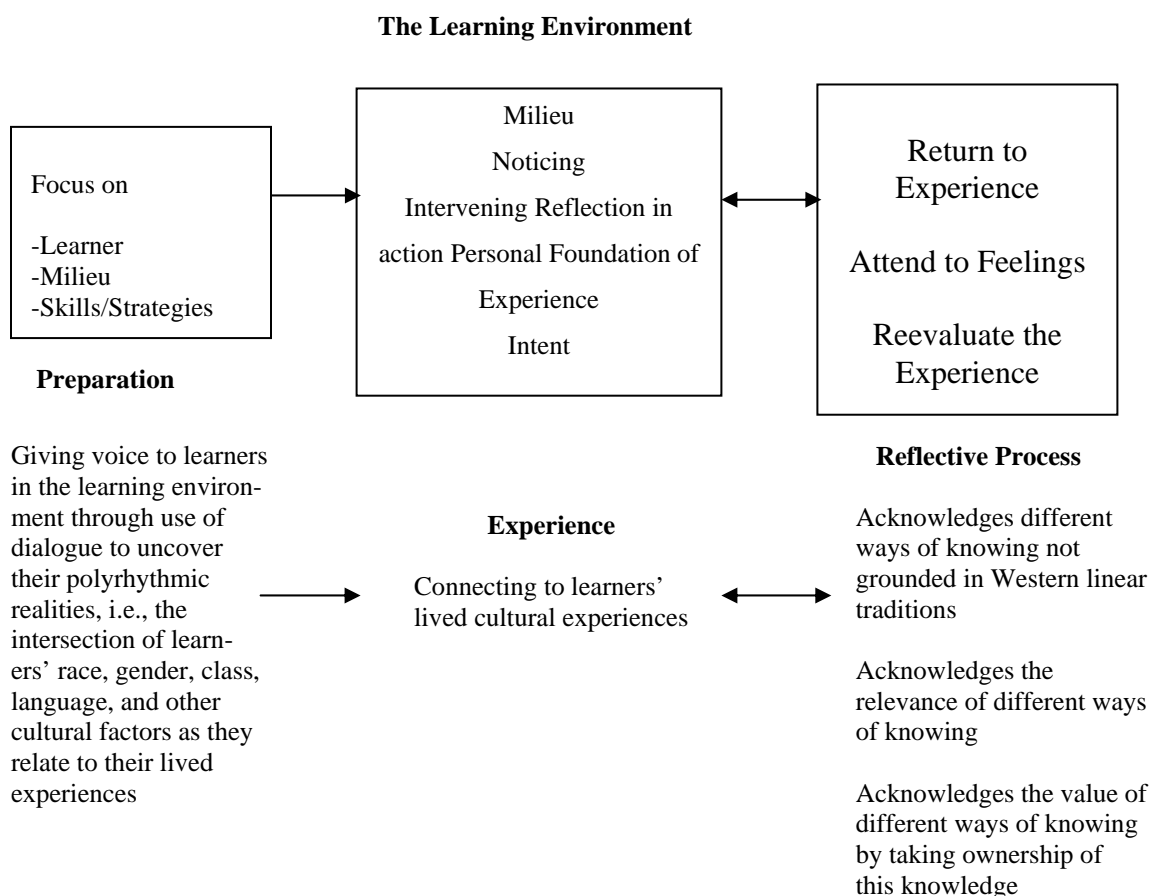 The Learning Environment
Focus on
-Learner
-Milieu
-Skills/Strategies
Preparation
Milieu
Noticing
Intervening Reflection in
action Personal Foundation of
Experience
Intent
Return to
Experience
Attend to Feelings
Reevaluate the
Experience
Giving voice to learners
in the learning environ-
ment through use of
dialogue to uncover
their polyrhythmic
realities, i.e., the
intersection of learn-
ers’ race, gender, class,
language, and other
cultural factors as they
relate to their lived
experiences
Experience
Connecting to learners’
lived cultural experiences
Reflective Process
Acknowledges different
ways of knowing not
grounded in Western linear
traditions
Acknowledges the
relevance of different ways
of knowing
Acknowledges the value of
different ways of knowing
by taking ownership of
this knowledge